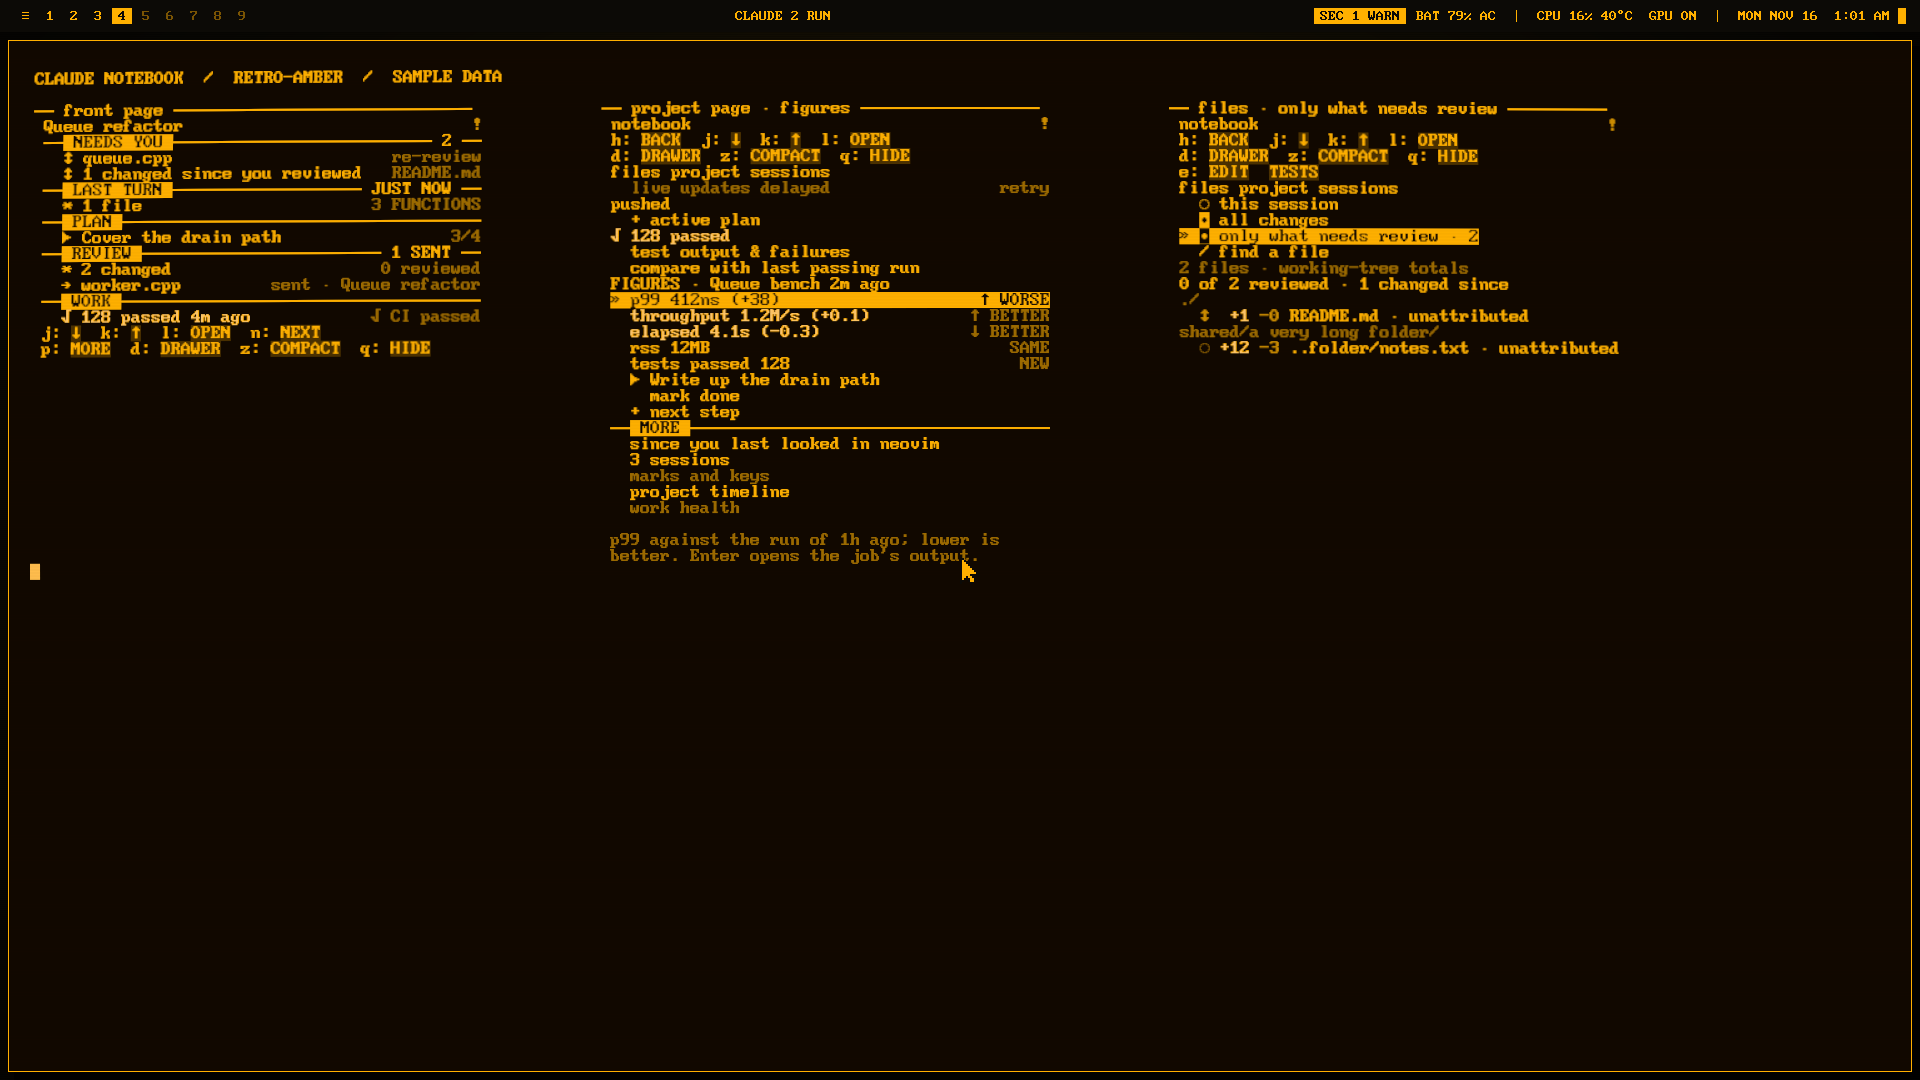 ≡ 1 2 3 4 5 6 7 8 9
CLAUDE 2 RUN
SEC 1 WARN BAT 79% AC | CPU 16% 40°C GPU ON | MON NOV 16 1:01 AM
CLAUDE NOTEBOOK / RETRO-AMBER / SAMPLE DATA
front page
Queue refactor !
NEEDS YOU 2
↕ queue.cpp re-review
↕ 1 changed since you reviewed README.md
LAST TURN JUST NOW
* 1 file 3 FUNCTIONS
PLAN
▶ Cover the drain path 3/4
REVIEW 1 SENT
* 2 changed 0 reviewed
→ worker.cpp sent · Queue refactor
WORK
√ 128 passed 4m ago √ CI passed
j: ↓ k: ↑ l: OPEN n: NEXT
p: MORE d: DRAWER z: COMPACT q: HIDE
project page · figures
notebook !
h: BACK j: ↓ k: ↑ l: OPEN
d: DRAWER z: COMPACT q: HIDE
files project sessions
live updates delayed retry
pushed
+ active plan
√ 128 passed
test output & failures
compare with last passing run
FIGURES · Queue bench 2m ago
» p99 412ns (+38) ↑ WORSE
throughput 1.2M/s (+0.1) ↑ BETTER
elapsed 4.1s (-0.3) ↓ BETTER
rss 12MB SAME
tests passed 128 NEW
▶ Write up the drain path
mark done
+ next step
MORE
since you last looked in neovim
3 sessions
marks and keys
project timeline
work health
p99 against the run of 1h ago; lower is
better. Enter opens the job's output.
files · only what needs review
notebook !
h: BACK j: ↓ k: ↑ l: OPEN
d: DRAWER z: COMPACT q: HIDE
e: EDIT TESTS
files project sessions
○ this session
◘ all changes
» ◘ only what needs review · 2
/ find a file
2 files · working-tree totals
0 of 2 reviewed · 1 changed since
./
↕ +1 -0 README.md · unattributed
shared/a very long folder/
○ +12 -3 ..folder/notes.txt · unattributed